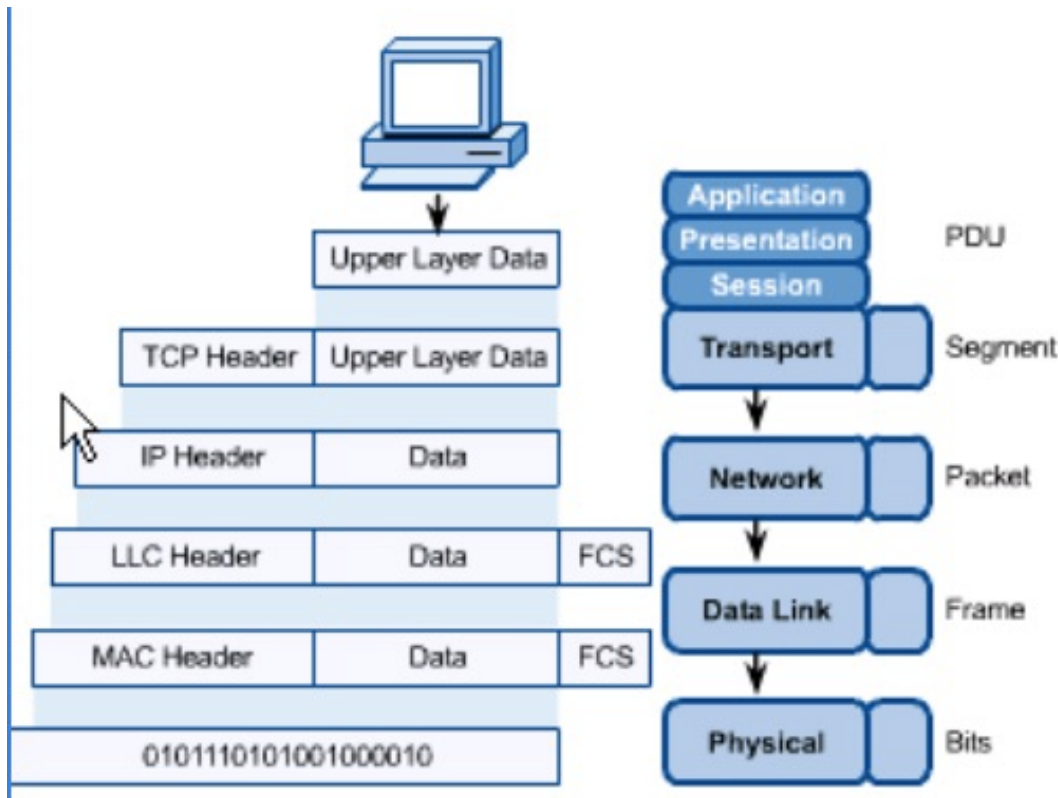 Upper Layer Data
TCP Header Upper Layer Data
IP Header Data
LLC Header Data FCS
MAC Header Data FCS
0101110101001000010
Application
Presentation
Session
PDU
Transport Segment
Network Packet
Data Link Frame
Physical Bits